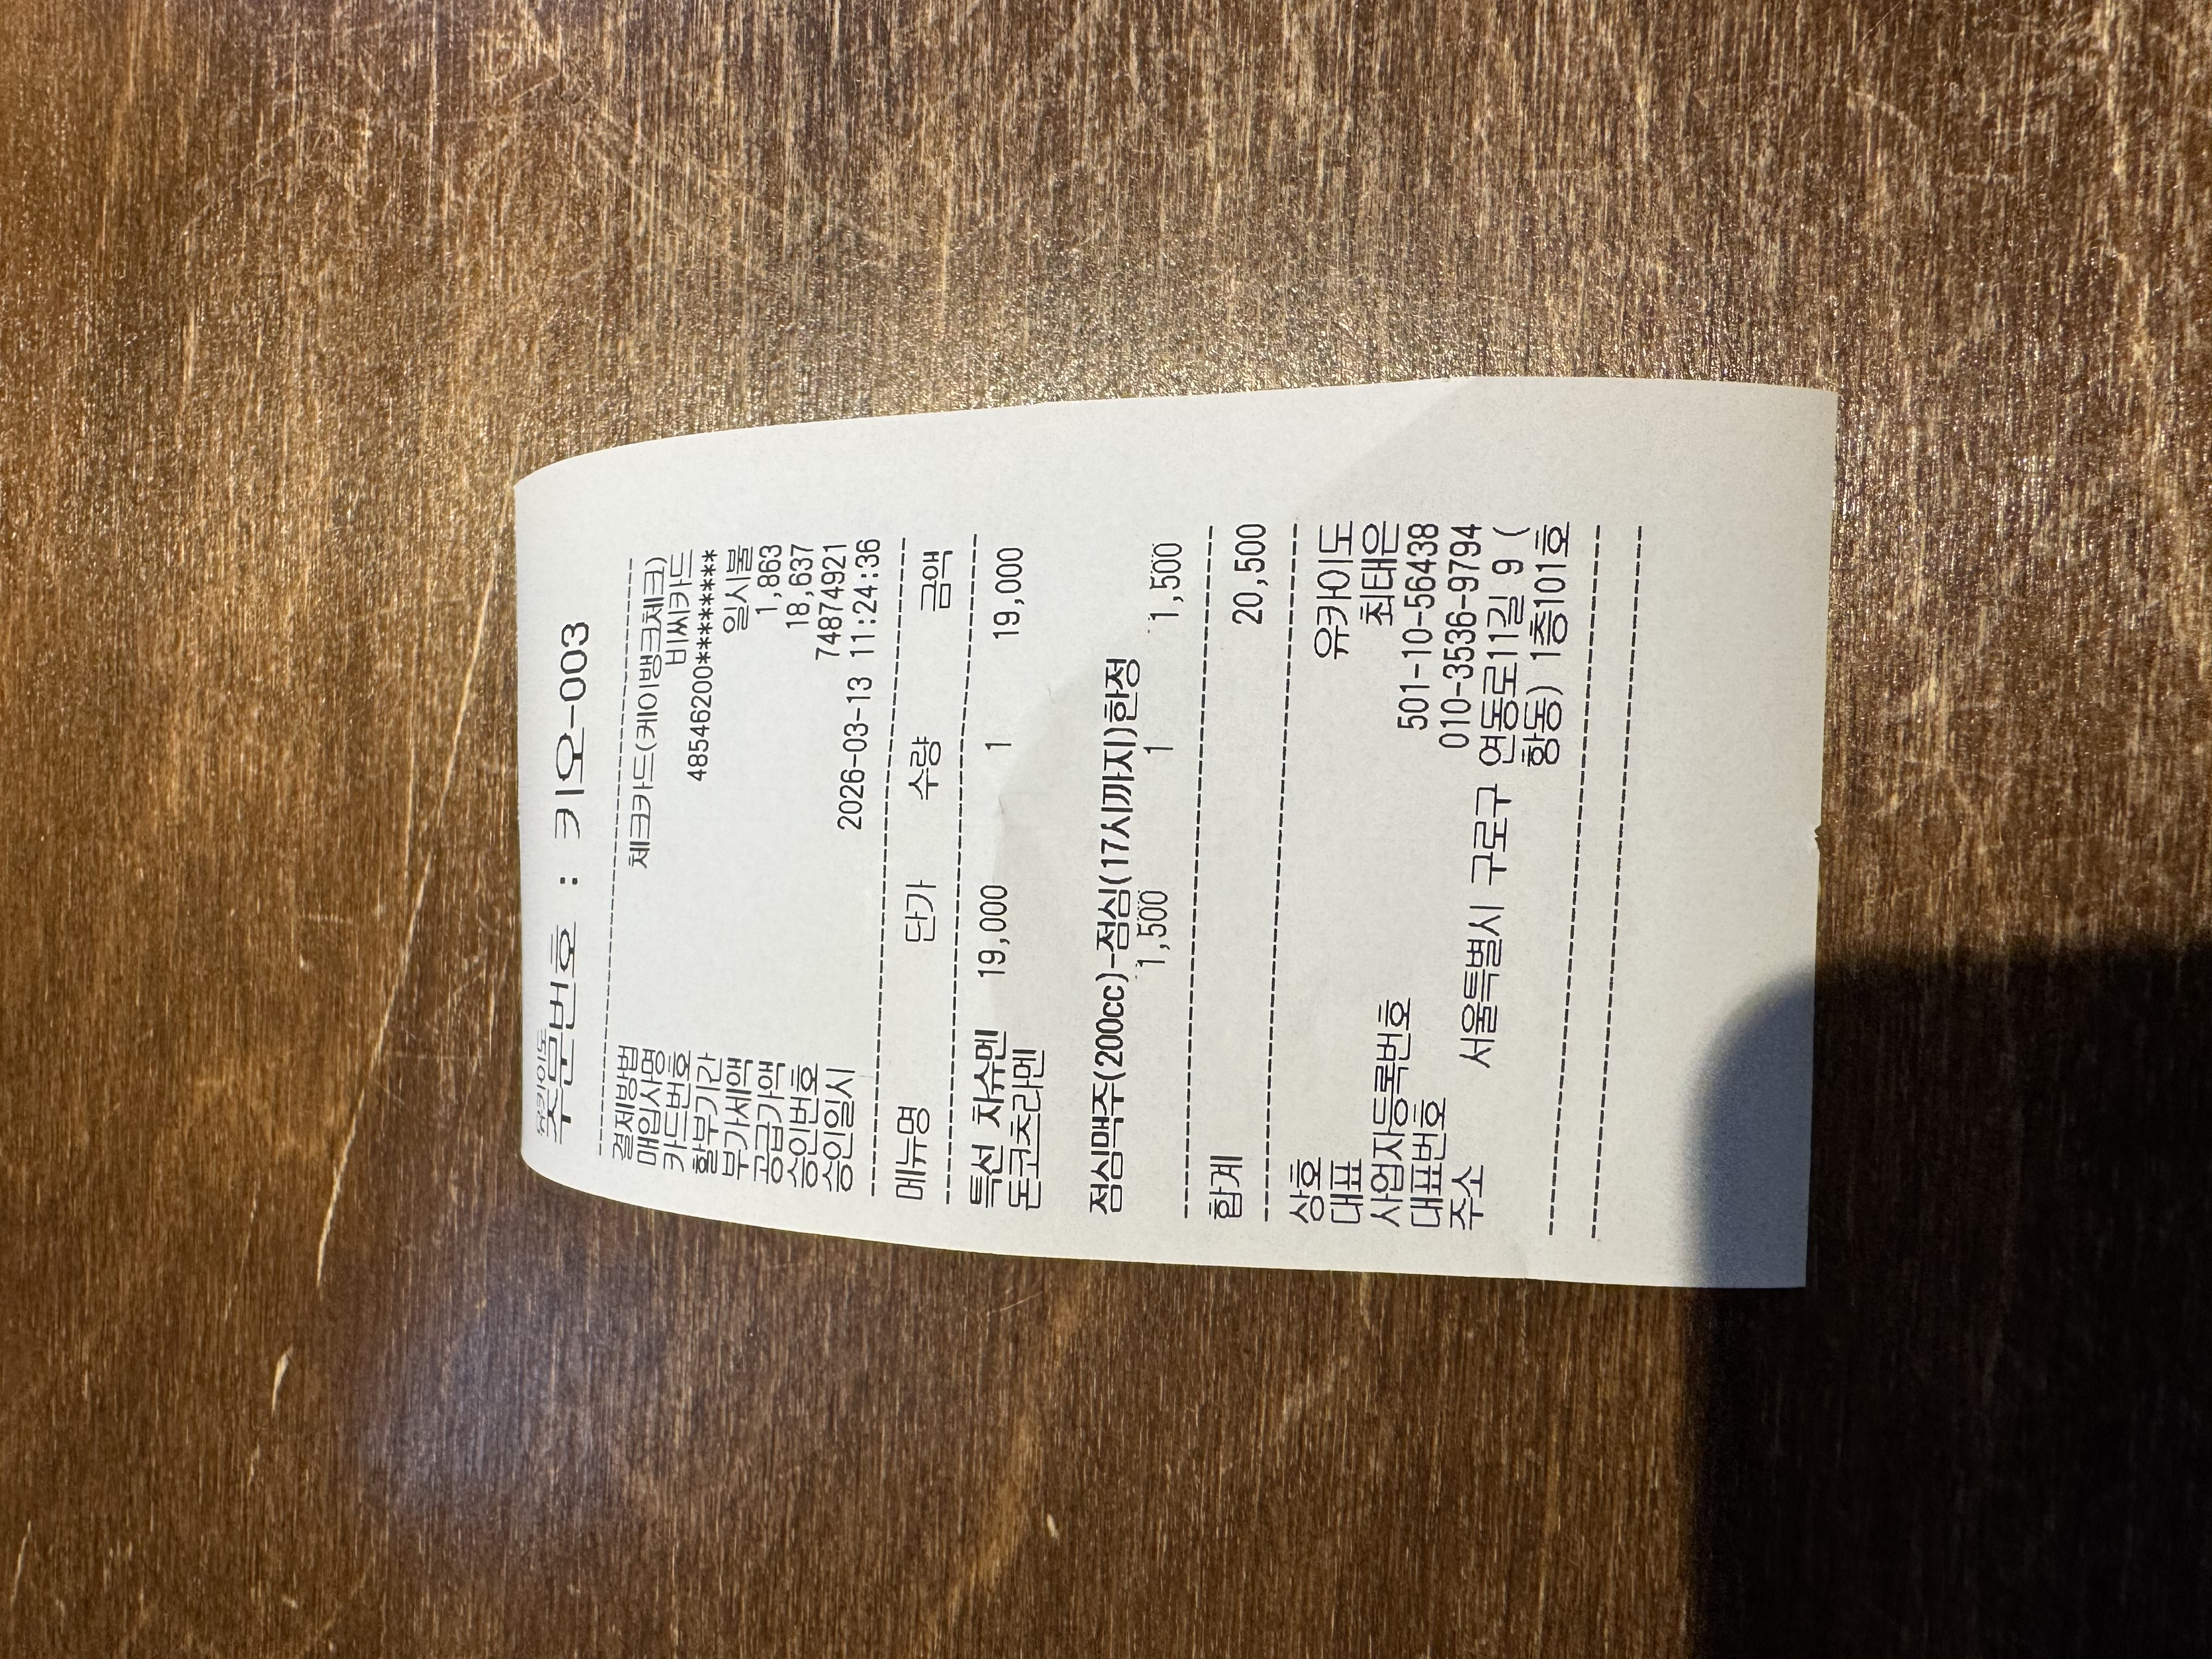 유카이도
주문번호 : 키오-003
결제방법 체크카드(케이뱅크체크)
매입사명 비씨카드
카드번호 48546200********
할부기간 일시불
부가세액 1,863
공급가액 18,637
승인번호 74874921
승인일시 2026-03-13 11:24:36
메뉴명 단가 수량 금액
특선 차슈멘 19,000 1 19,000
돈코츠라멘
점심맥주(200cc)-점심(17시까지)한정
1,500 1 1,500
합계 20,500
상호 유카이도
대표 최태은
사업자등록번호 501-10-56438
대표번호 010-3536-9794
주소 서울특별시 구로구 연동로11길 9 (
항동) 1층101호